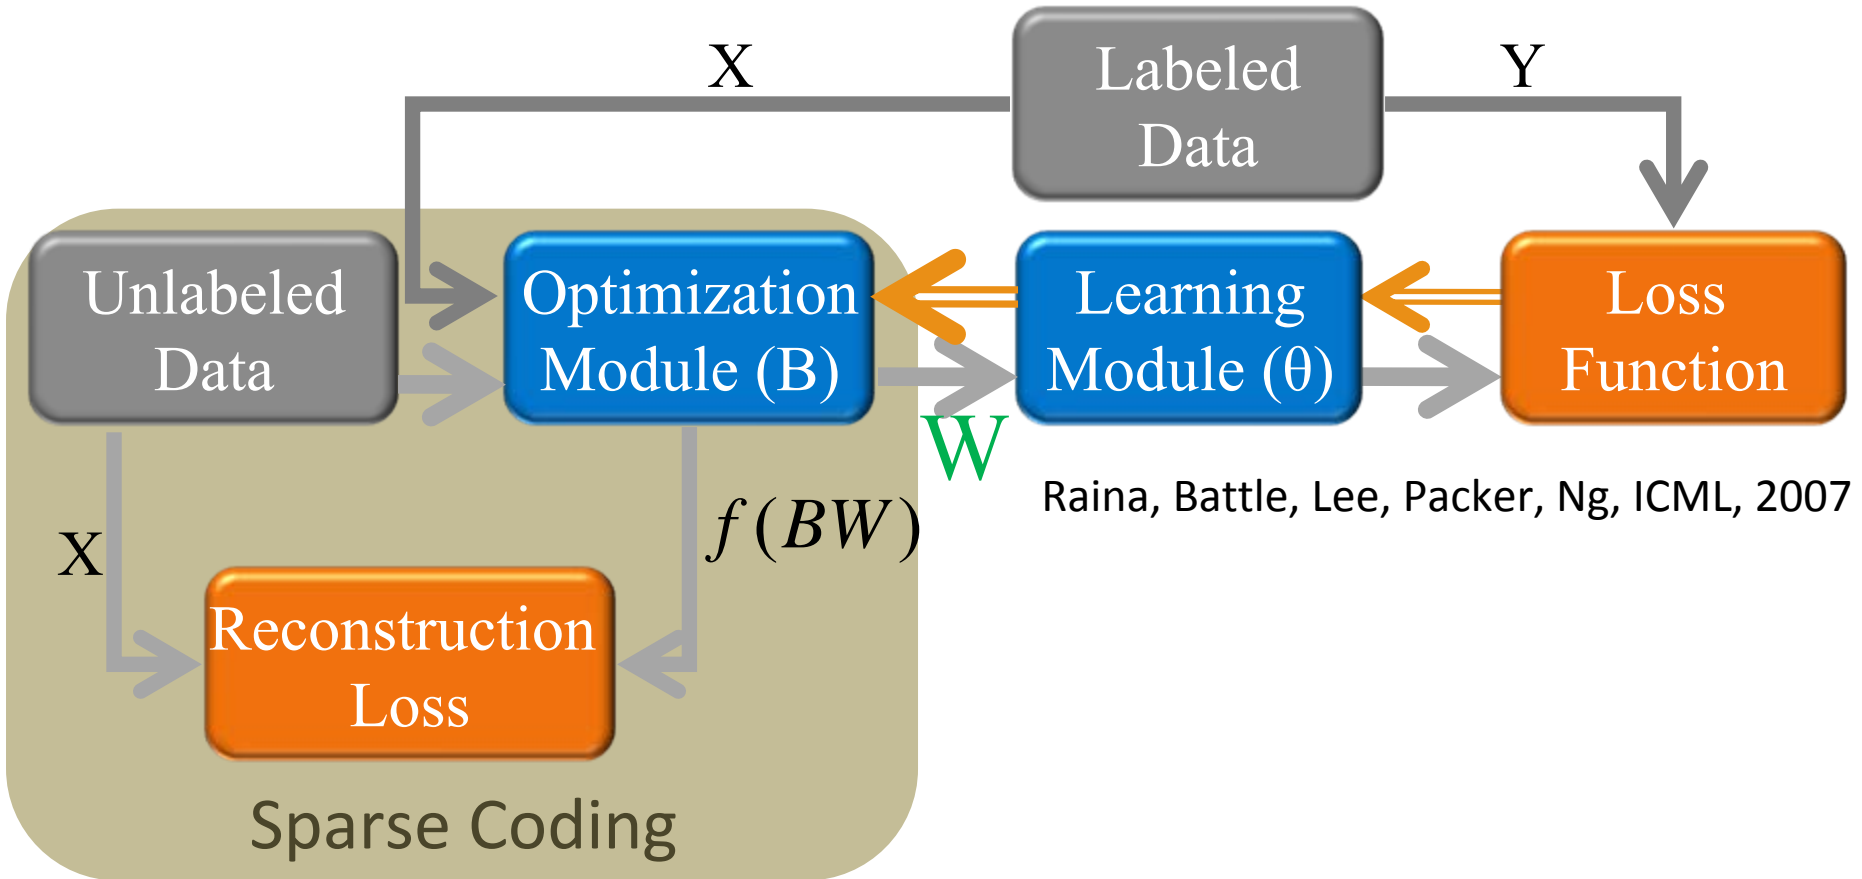 X
Labeled
Data
Y
Unlabeled
Data
Optimization
Module (B)
Learning
Module (θ)
Loss
Function
W
Raina, Battle, Lee, Packer, Ng, ICML, 2007
X
f(BW)
Reconstruction
Loss
Sparse Coding